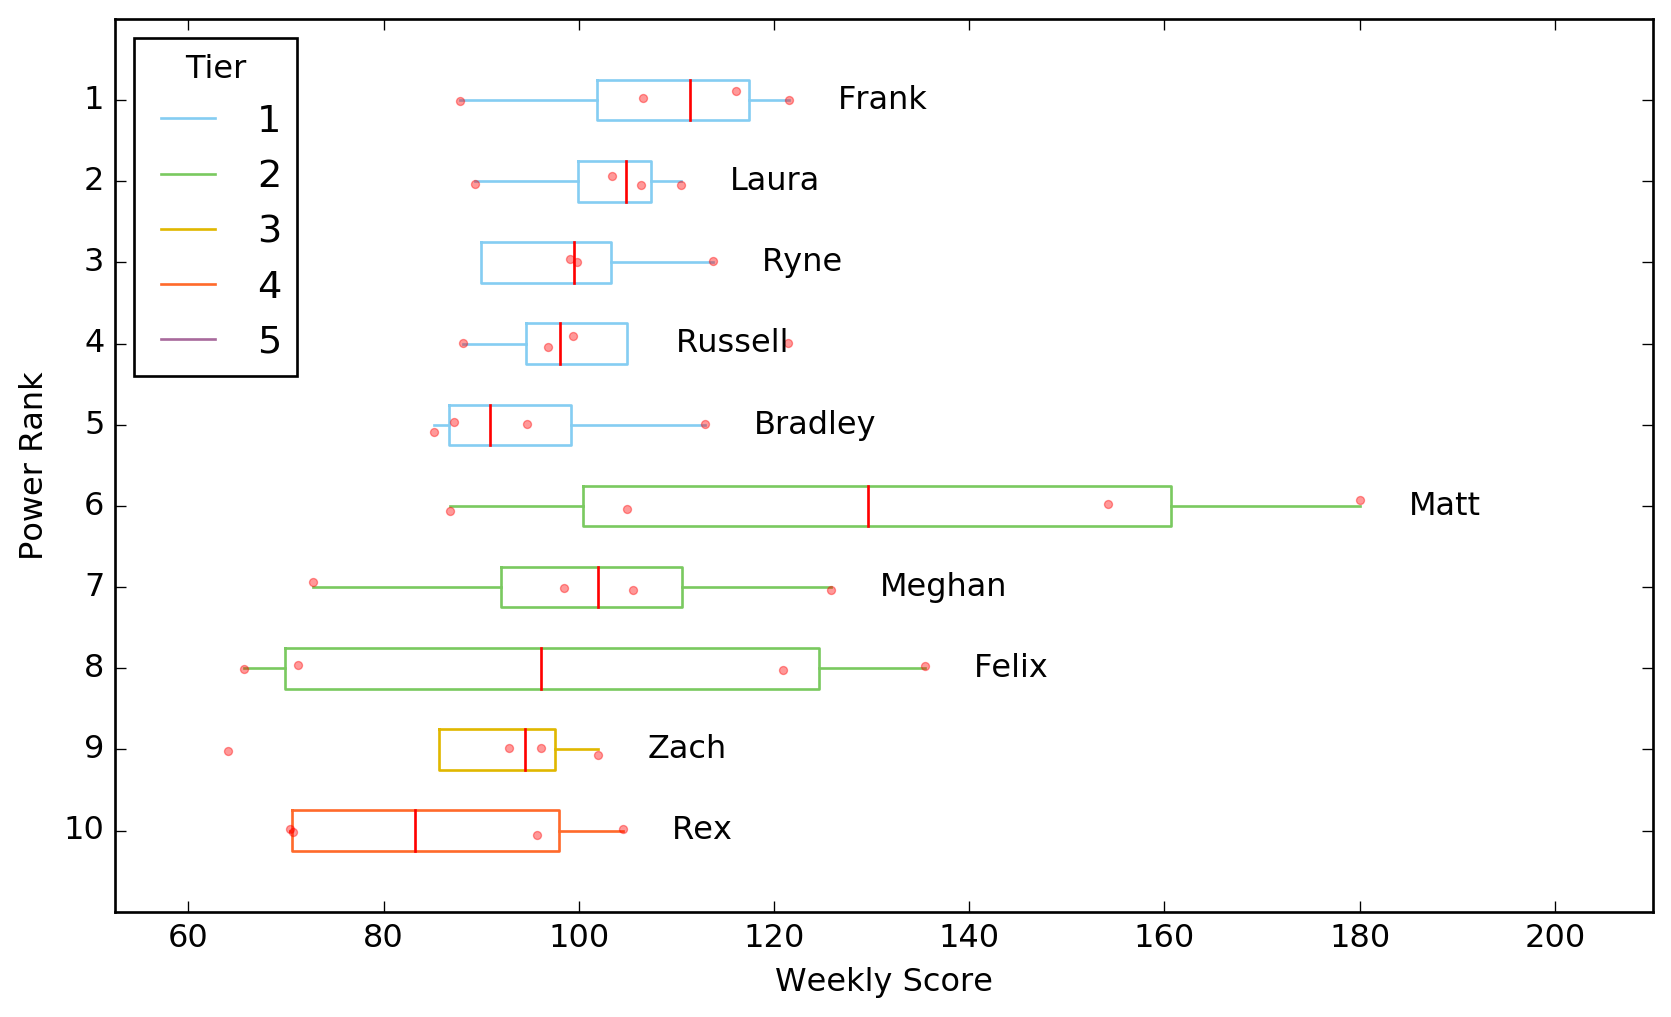 Tier
1
2
3
4
5
Power Rank
1 Frank
2 Laura
3 Ryne
4 Russell
5 Bradley
6 Matt
7 Meghan
8 Felix
9 Zach
10 Rex
60 80 100 120 140 160 180 200
Weekly Score